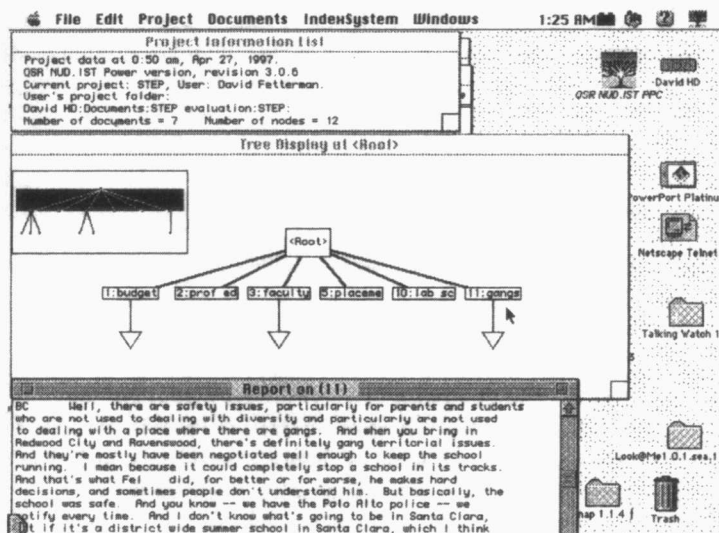 File Edit Project Documents IndexSystem Windows 1:25 AM
Project Information List
Project data at 0:50 am, Apr 27, 1997.
QSR NUD.IST Power version, revision 3.0.6
Current project: STEP, User: David Fetterman.
User's project folder:
David HD:Documents:STEP evaluation:STEP:
Number of documents = 7 Number of nodes = 12
QSR NUD.IST PPC
David HD
Tree Display at <Root>
<Root>
1:budget 2:prof ed 3:faculty 5:placeme 10:lab sc 11:gangs
PowerPort Platinu
Netscape Telnet
Talking Watch 1
Look@Me1.0.1.sea.1
nap 1.1.4 f
Trash
Report on (11)
BC Well, there are safety issues, particularly for parents and students
who are not used to dealing with diversity and particularly are not used
to dealing with a place where there are gangs. And when you bring in
Redwood City and Ravenswood, there's definitely gang territorial issues.
And they're mostly have been negotiated well enough to keep the school
running. I mean because it could completely stop a school in its tracks.
And that's what Fel did, for better or for worse, he makes hard
decisions, and sometimes people don't understand him. But basically, the
school was safe. And you know -- we have the Palo Alto police -- we
otify every time. And I don't know what's going to be in Santa Clara,
t if it's a district wide summer school in Santa Clara, which I think